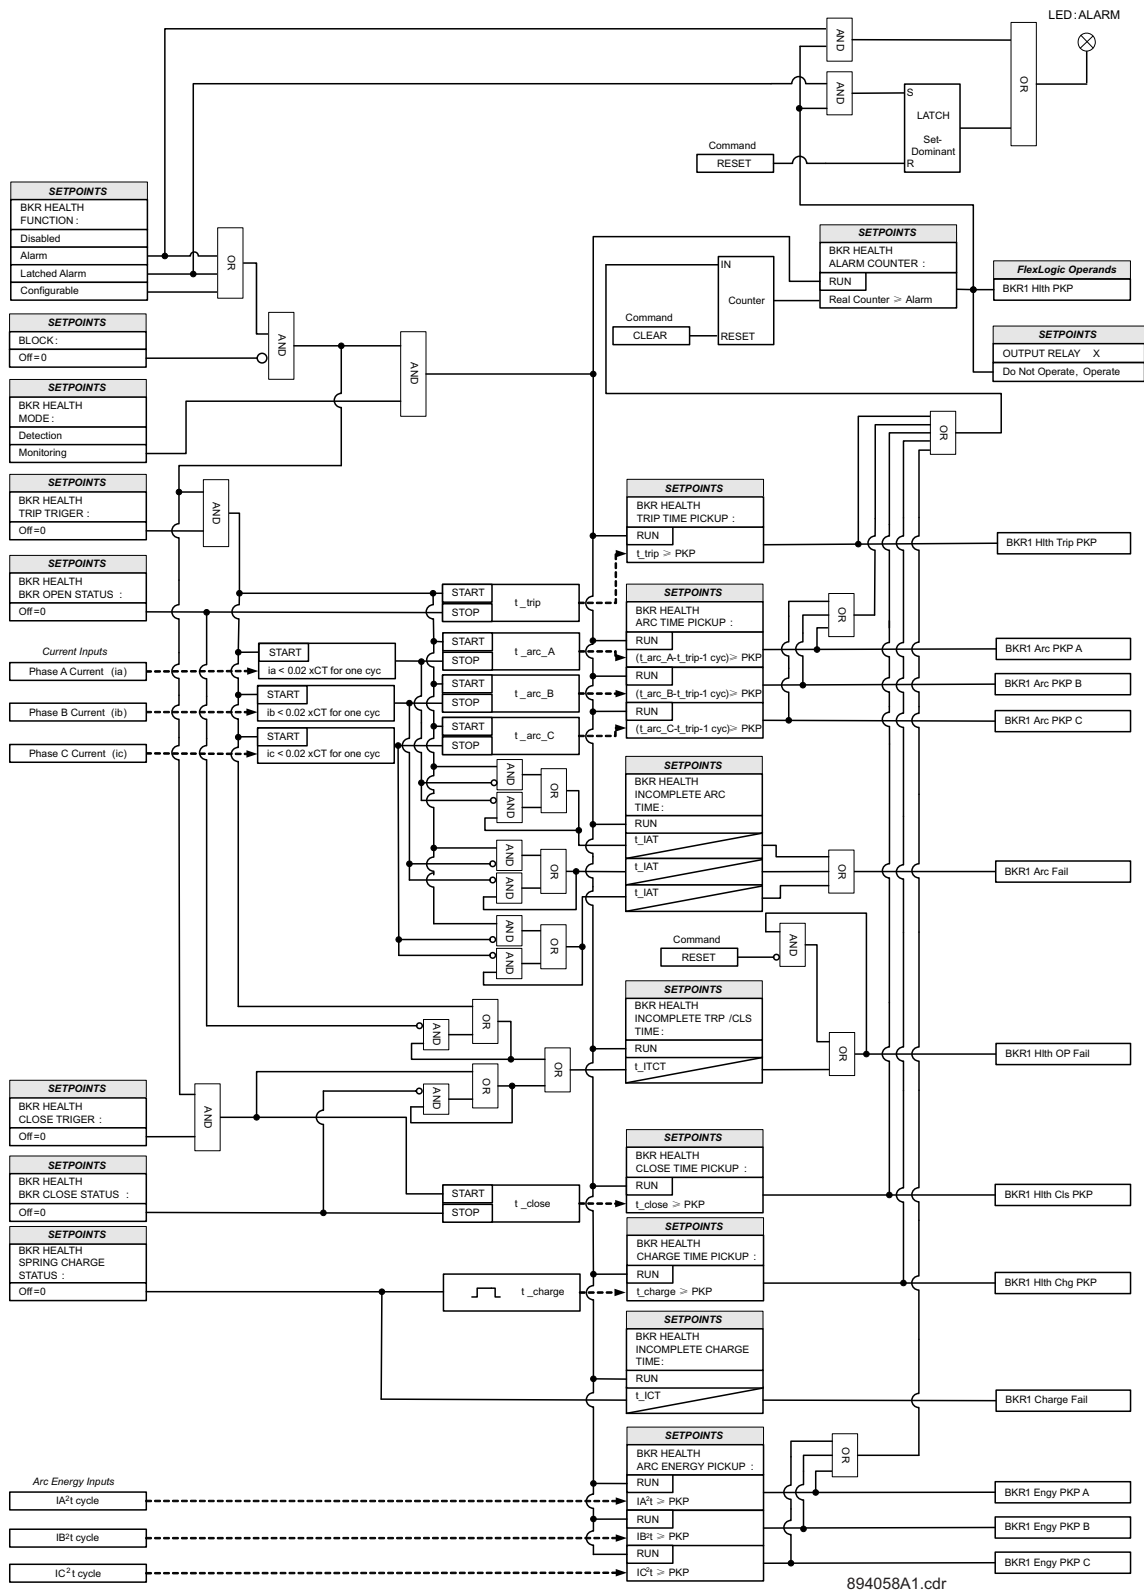 LED:ALARM
AND
AND
OR
S
LATCH
Set-
Dominant
R
Command
RESET
SETPOINTS
BKR HEALTH
FUNCTION :
Disabled
Alarm
Latched Alarm
Configurable
OR
SETPOINTS
BLOCK:
Off=0
AND
AND
IN
Counter
RESET
Command
CLEAR
SETPOINTS
BKR HEALTH
ALARM COUNTER :
RUN
Real Counter ≥ Alarm
FlexLogic Operands
BKR1 Hlth PKP
SETPOINTS
OUTPUT RELAY X
Do Not Operate, Operate
SETPOINTS
BKR HEALTH
MODE:
Detection
Monitoring
OR
SETPOINTS
BKR HEALTH
TRIP TRIGER :
Off=0
AND
SETPOINTS
BKR HEALTH
TRIP TIME PICKUP :
RUN
t_trip ≥ PKP
BKR1 Hlth Trip PKP
SETPOINTS
BKR HEALTH
BKR OPEN STATUS :
Off=0
START
STOP
t _trip
SETPOINTS
BKR HEALTH
ARC TIME PICKUP :
RUN
(t_arc_A-t_trip-1 cyc)≥ PKP
RUN
(t_arc_B-t_trip-1 cyc)≥ PKP
RUN
(t_arc_C-t_trip-1 cyc)≥ PKP
OR
BKR1 Arc PKP A
BKR1 Arc PKP B
BKR1 Arc PKP C
Current Inputs
Phase A Current (ia)
START
ia < 0.02 xCT for one cyc
START
STOP
t _arc_A
Phase B Current (ib)
START
ib < 0.02 xCT for one cyc
START
STOP
t _arc_B
Phase C Current (ic)
START
ic < 0.02 xCT for one cyc
START
STOP
t _arc_C
AND
AND
OR
AND
AND
OR
AND
AND
OR
SETPOINTS
BKR HEALTH
INCOMPLETE ARC
TIME:
RUN
t_IAT
t_IAT
t_IAT
OR
BKR1 Arc Fail
Command
RESET
AND
SETPOINTS
BKR HEALTH
INCOMPLETE TRP /CLS
TIME:
RUN
t_ITCT
OR
BKR1 Hlth OP Fail
AND
OR
AND
OR
OR
SETPOINTS
BKR HEALTH
CLOSE TRIGER :
Off=0
AND
SETPOINTS
BKR HEALTH
BKR CLOSE STATUS :
Off=0
START
STOP
t _close
SETPOINTS
BKR HEALTH
CLOSE TIME PICKUP :
RUN
t_close ≥ PKP
BKR1 Hlth Cls PKP
SETPOINTS
BKR HEALTH
SPRING CHARGE
STATUS :
Off=0
t _charge
SETPOINTS
BKR HEALTH
CHARGE TIME PICKUP :
RUN
t_charge ≥ PKP
BKR1 Hlth Chg PKP
SETPOINTS
BKR HEALTH
INCOMPLETE CHARGE
TIME:
RUN
t_ICT
BKR1 Charge Fail
SETPOINTS
BKR HEALTH
ARC ENERGY PICKUP :
RUN
IA²t ≥ PKP
RUN
IB²t ≥ PKP
RUN
IC²t ≥ PKP
OR
BKR1 Engy PKP A
BKR1 Engy PKP B
BKR1 Engy PKP C
Arc Energy Inputs
IA²t cycle
IB²t cycle
IC²t cycle
894058A1.cdr